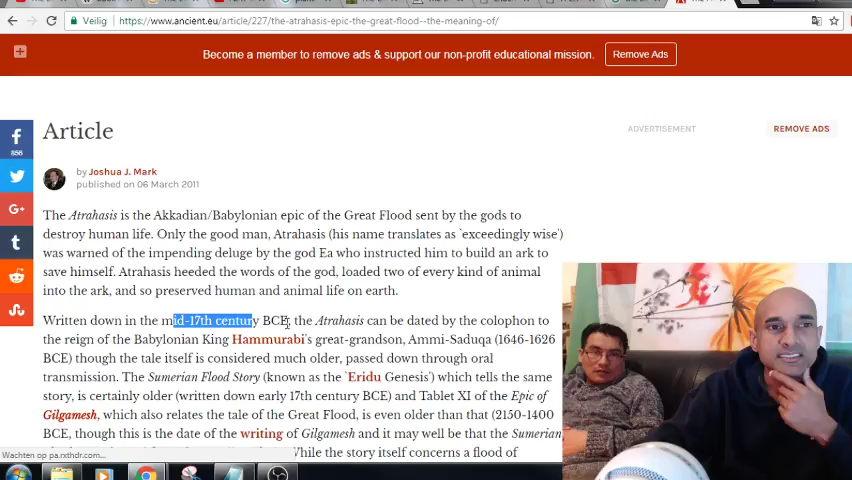 Veilig
https://www.ancient.eu/article/227/the-atrahasis-epic-the-great-flood--the-meaning-of/
Become a member to remove ads & support our non-profit educational mission.
Remove Ads
Article
ADVERTISEMENT
REMOVE ADS
by Joshua J. Mark
published on 06 March 2011
856
The Atrahasis is the Akkadian/Babylonian epic of the Great Flood sent by the gods to
destroy human life. Only the good man, Atrahasis (his name translates as `exceedingly wise')
was warned of the impending deluge by the god Ea who instructed him to build an ark to
save himself. Atrahasis heeded the words of the god, loaded two of every kind of animal
into the ark, and so preserved human and animal life on earth.
Written down in the mid-17th century BCE, the Atrahasis can be dated by the colophon to
the reign of the Babylonian King Hammurabi's great-grandson, Ammi-Saduqa (1646-1626
BCE) though the tale itself is considered much older, passed down through oral
transmission. The Sumerian Flood Story (known as the `Eridu Genesis') which tells the same
story, is certainly older (written down early 17th century BCE) and Tablet XI of the Epic of
Gilgamesh, which also relates the tale of the Great Flood, is even older than that (2150-1400
BCE, though this is the date of the writing of Gilgamesh and it may well be that the Sumerian
While the story itself concerns a flood of
Wachten op pa.rxthdr.com...